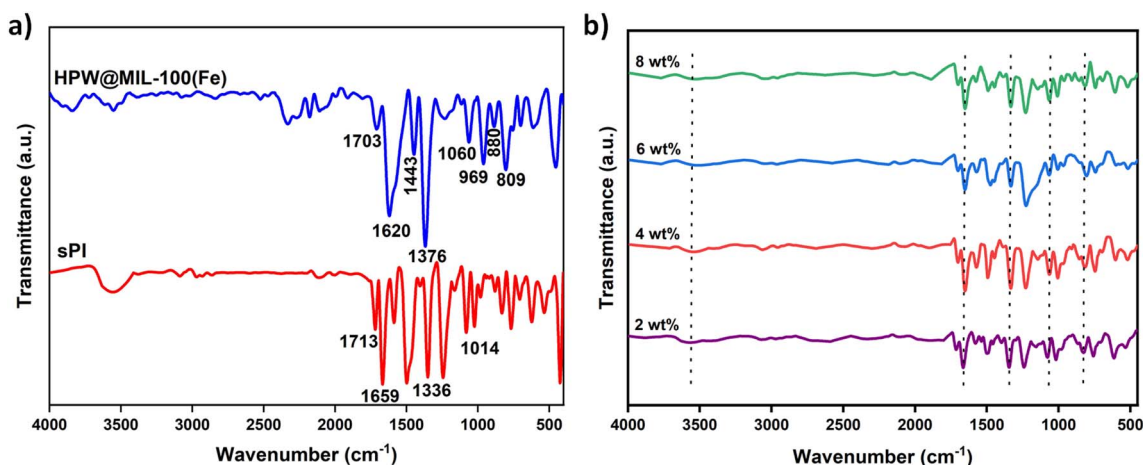 a)
HPW@MIL-100(Fe)
1703
1620
1443
1376
1060
969
880
809
sPI
1713
1659
1336
1014
Transmittance (a.u.)
4000 3500 3000 2500 2000 1500 1000 500
Wavenumber (cm-1)
b)
8 wt%
6 wt%
4 wt%
2 wt%
Transmittance (a.u.)
4000 3500 3000 2500 2000 1500 1000 500
Wavenumber (cm-1)